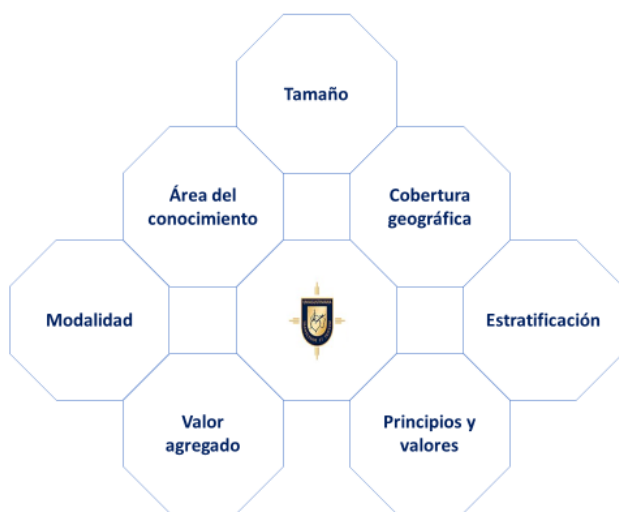 Tamaño
Área del
conocimiento
Cobertura
geográfica
Modalidad
Estratificación
Valor
agregado
Principios y
valores